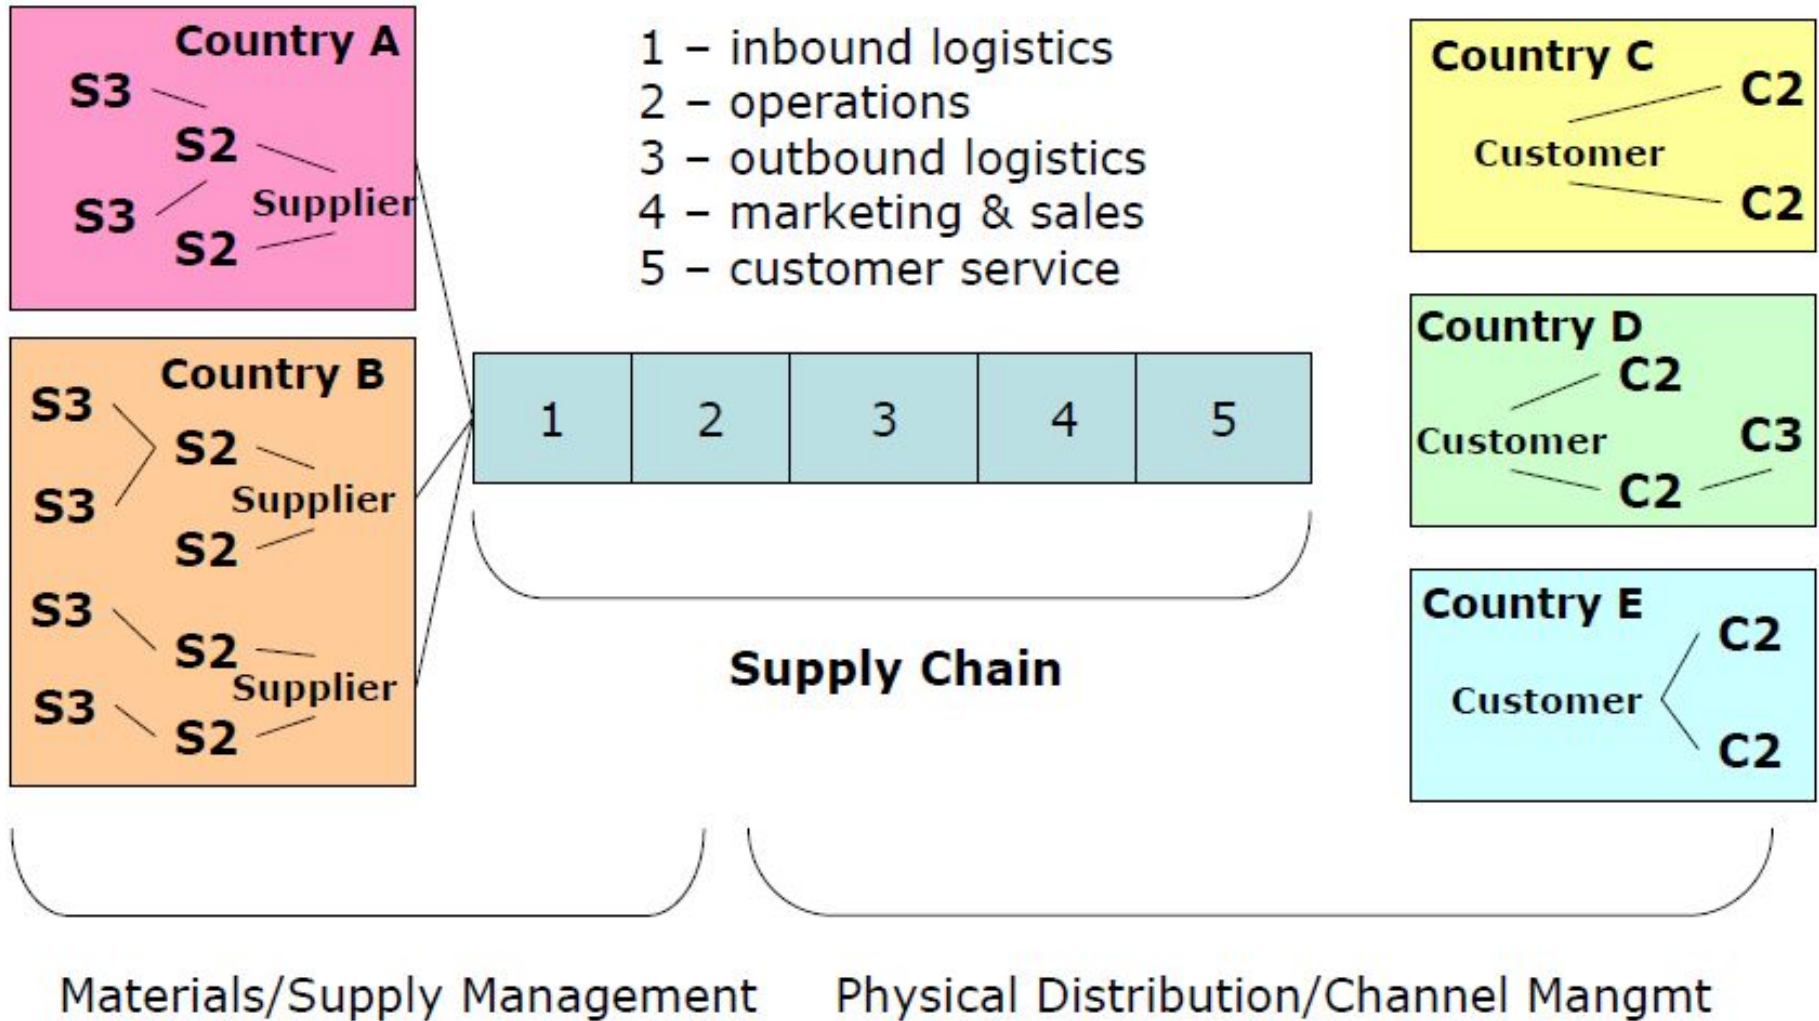 Country A
S3
S2
S3
Supplier
S2
Country B
S3
S2
S3
Supplier
S2
S3
S2
Supplier
S3
S2
1 – inbound logistics
2 – operations
3 – outbound logistics
4 – marketing & sales
5 – customer service
1 2 3 4 5
Supply Chain
Country C
C2
Customer
C2
Country D
C2
Customer
C3
C2
Country E
C2
Customer
C2
Materials/Supply Management
Physical Distribution/Channel Mangmt